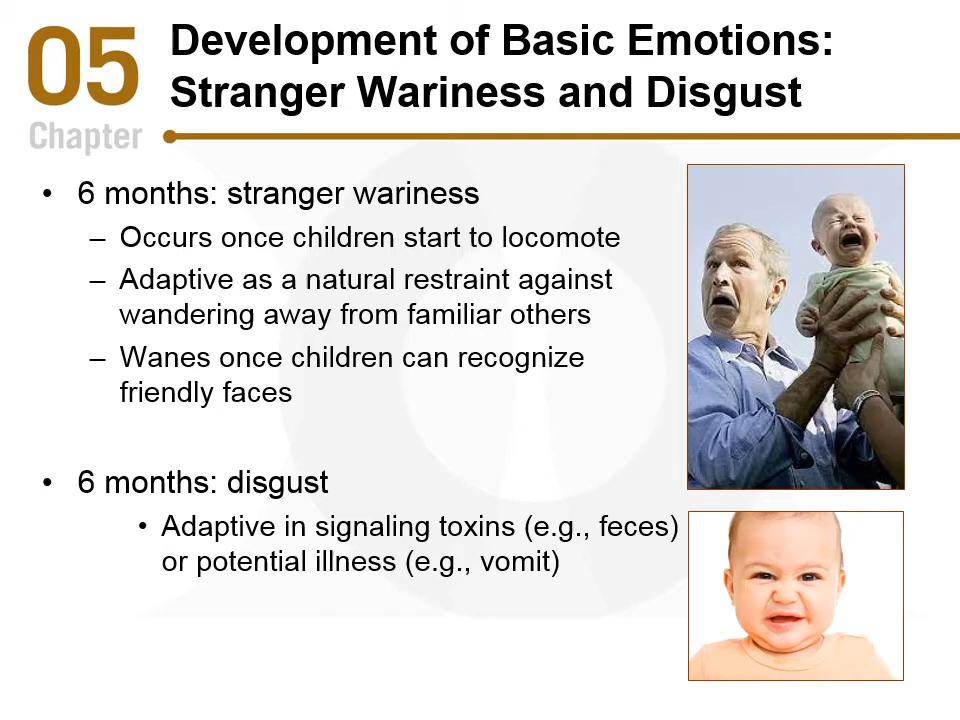 05
Chapter
Development of Basic Emotions:
Stranger Wariness and Disgust
• 6 months: stranger wariness
– Occurs once children start to locomote
– Adaptive as a natural restraint against
wandering away from familiar others
– Wanes once children can recognize
friendly faces
• 6 months: disgust
• Adaptive in signaling toxins (e.g., feces)
or potential illness (e.g., vomit)